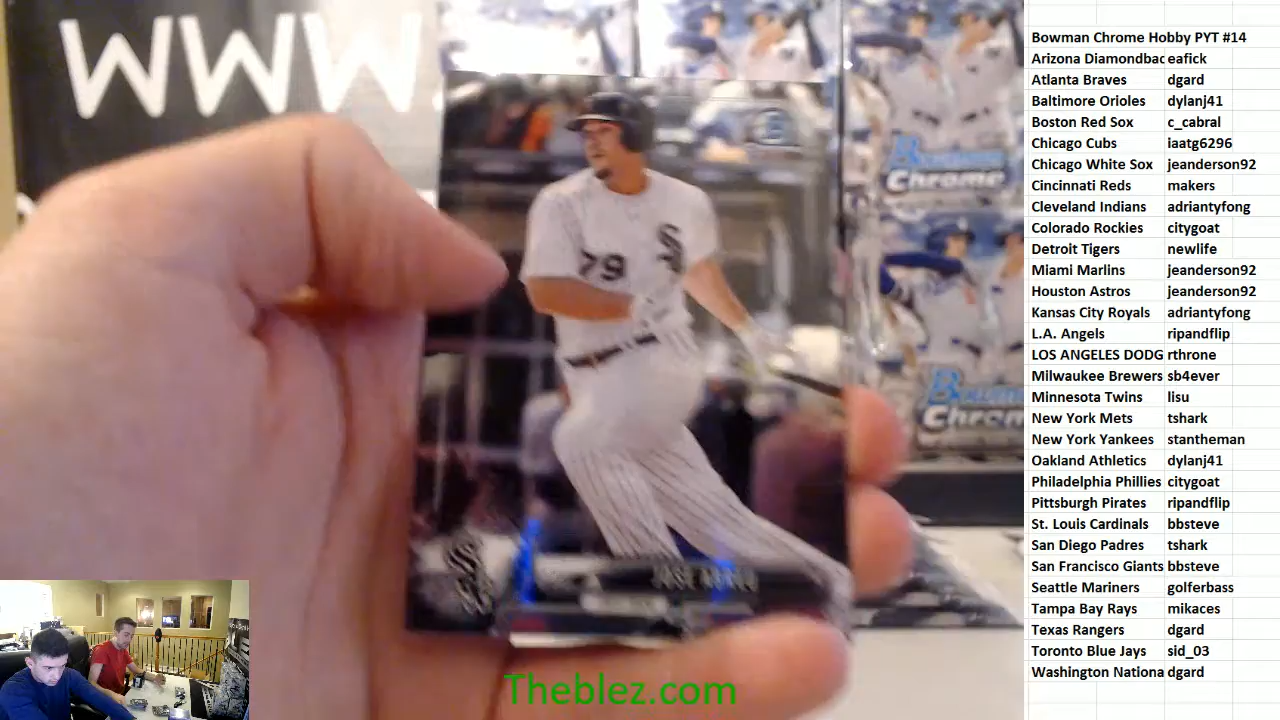 WWW.
79
Bowman
Chrome
Bowman
Chrome
Theblez.com
Bowman Chrome Hobby PYT #14
Arizona Diamondbac eafick
Atlanta Braves dgard
Baltimore Orioles dylanj41
Boston Red Sox c_cabral
Chicago Cubs iaatg6296
Chicago White Sox jeanderson92
Cincinnati Reds makers
Cleveland Indians adriantyfong
Colorado Rockies citygoat
Detroit Tigers newlife
Miami Marlins jeanderson92
Houston Astros jeanderson92
Kansas City Royals adriantyfong
L.A. Angels ripandflip
LOS ANGELES DODG rthrone
Milwaukee Brewers sb4ever
Minnesota Twins lisu
New York Mets tshark
New York Yankees stantheman
Oakland Athletics dylanj41
Philadelphia Phillies citygoat
Pittsburgh Pirates ripandflip
St. Louis Cardinals bbsteve
San Diego Padres tshark
San Francisco Giants bbsteve
Seattle Mariners golferbass
Tampa Bay Rays mikaces
Texas Rangers dgard
Toronto Blue Jays sid_03
Washington Nationa dgard